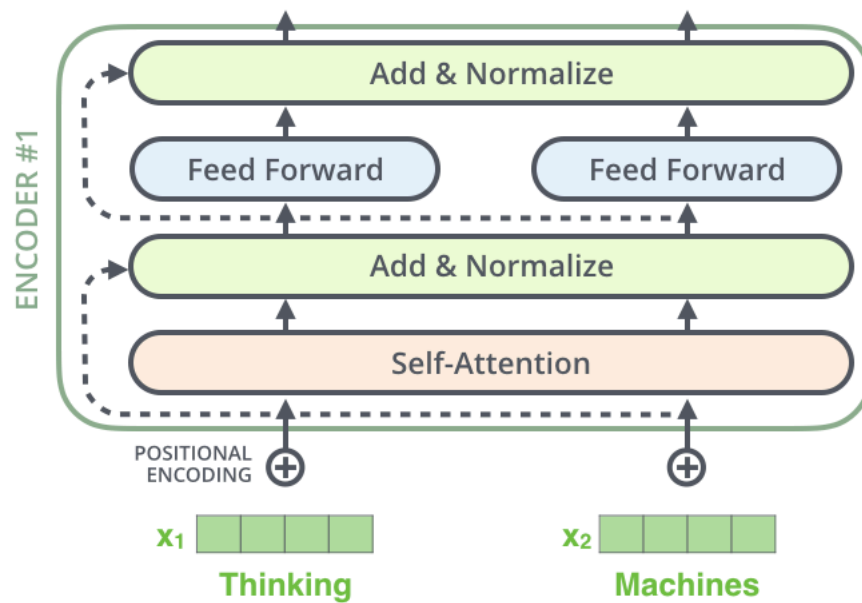 ENCODER #1
Add & Normalize
Feed Forward
Feed Forward
Add & Normalize
Self-Attention
POSITIONAL
ENCODING
x₁
x₂
Thinking
Machines